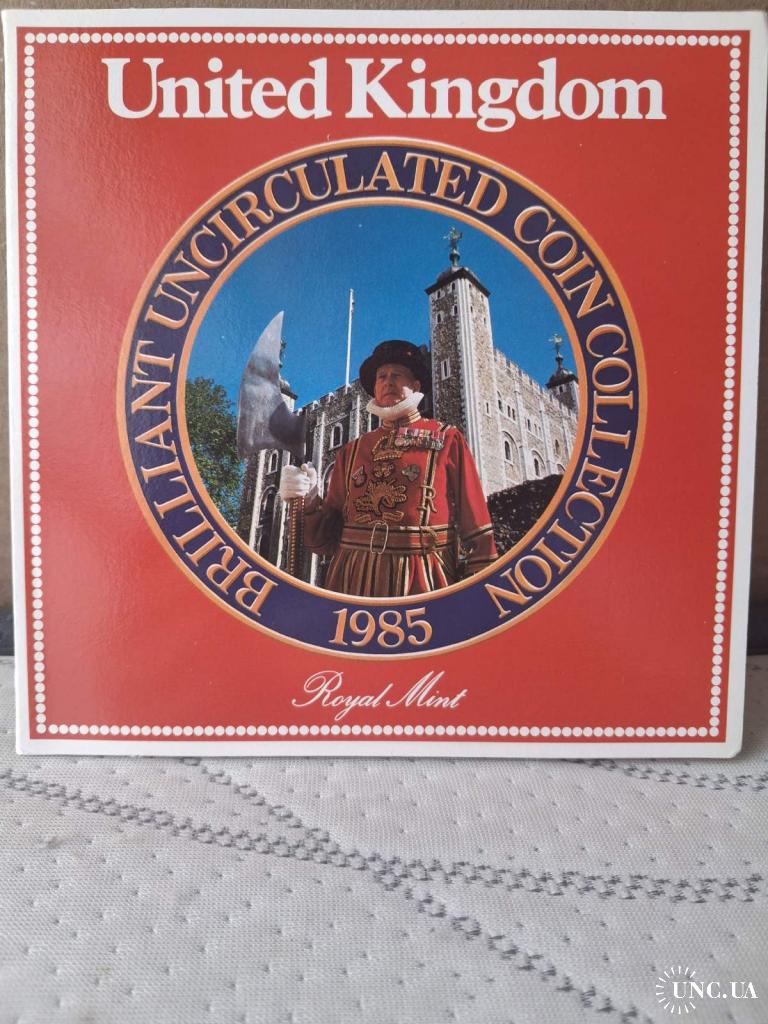 United Kingdom
BRILLIANT UNCIRCULATED COIN COLLECTION
1985
Royal Mint
UNC.UA